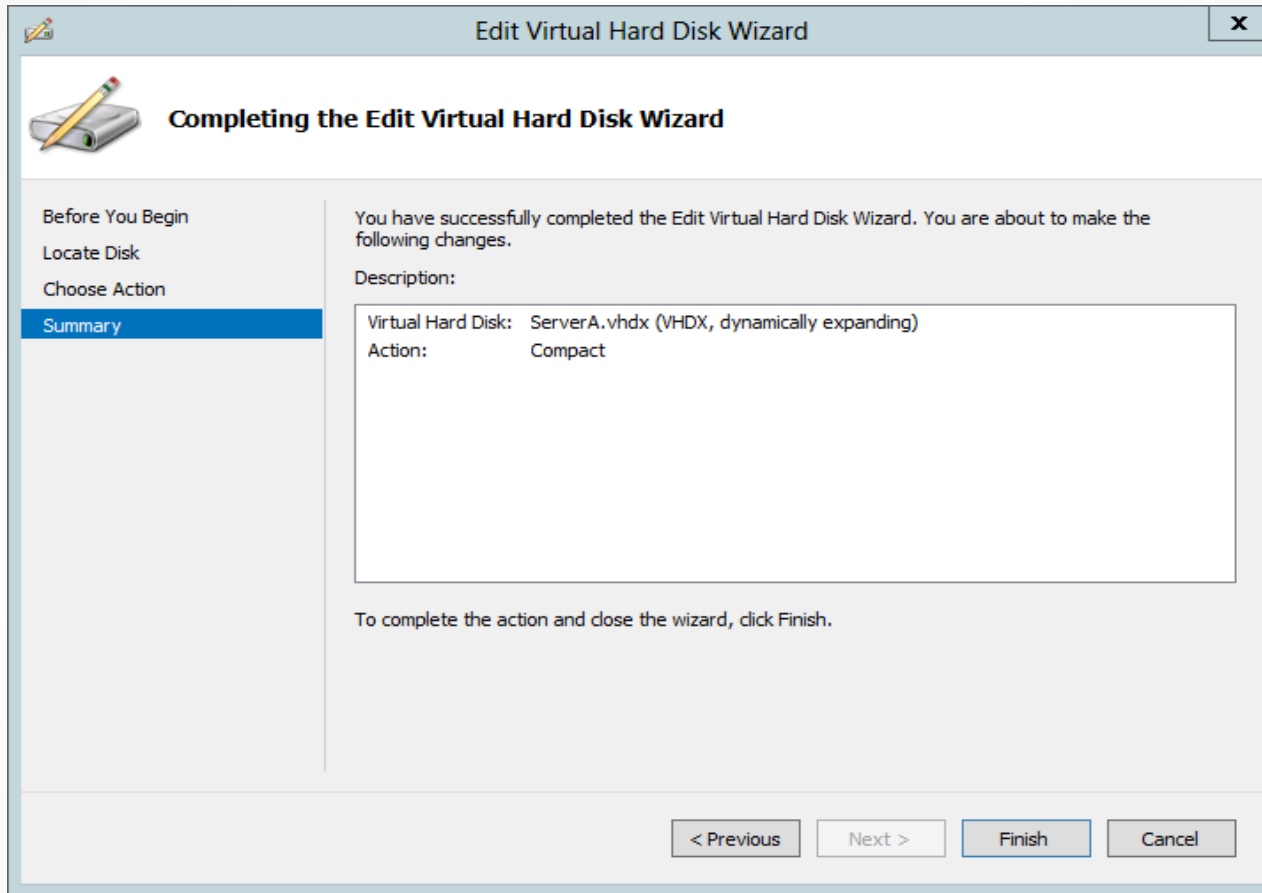 Edit Virtual Hard Disk Wizard
x
Completing the Edit Virtual Hard Disk Wizard
Before You Begin
Locate Disk
Choose Action
Summary
You have successfully completed the Edit Virtual Hard Disk Wizard. You are about to make the
following changes.
Description:
Virtual Hard Disk: ServerA.vhdx (VHDX, dynamically expanding)
Action: Compact
To complete the action and close the wizard, click Finish.
< Previous
Next >
Finish
Cancel